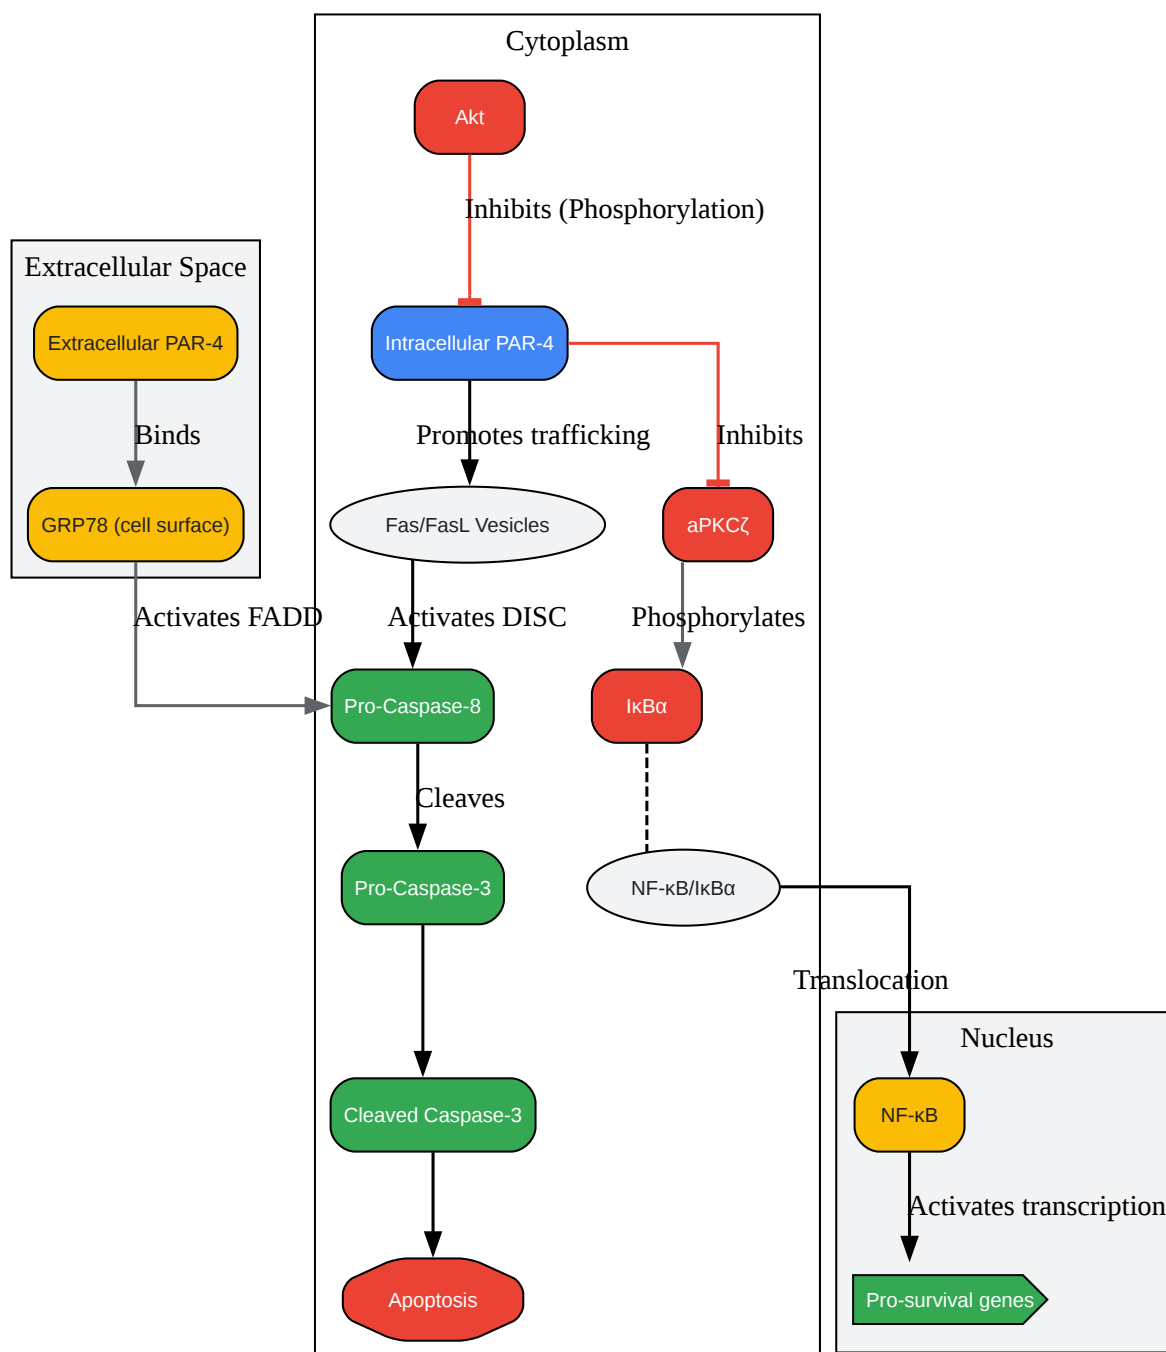 Cytoplasm
Akt
Inhibits (Phosphorylation)
Extracellular Space
Extracellular PAR-4
Intracellular PAR-4
Binds
Promotes trafficking
Inhibits
GRP78 (cell surface)
Fas/FasL Vesicles
aPKCζ
Activates FADD
Activates DISC
Phosphorylates
Pro-Caspase-8
IκBα
Cleaves
Pro-Caspase-3
NF-κB/IκBα
Translocation
Nucleus
Cleaved Caspase-3
NF-κB
Activates transcription
Apoptosis
Pro-survival genes